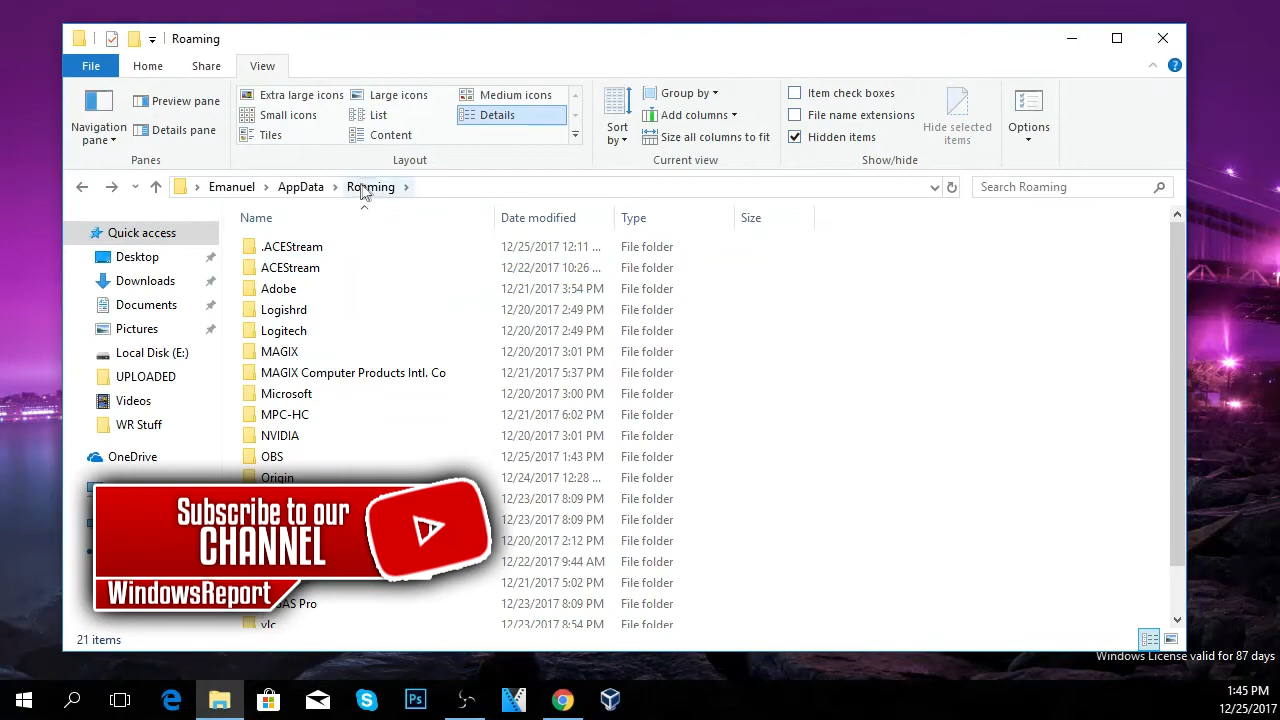 Roaming
File Home Share View
Navigation pane
Preview pane
Details pane
Panes
Extra large icons Large icons Medium icons
Small icons List Details
Tiles Content
Layout
Sort by
Group by
Add columns
Size all columns to fit
Current view
Item check boxes
File name extensions
Hidden items
Hide selected items
Show/hide
Options
Emanuel › AppData › Roaming ›
Search Roaming
Quick access
Desktop
Downloads
Documents
Pictures
Local Disk (E:)
UPLOADED
Videos
WR Stuff
OneDrive
Name Date modified Type Size
.ACEStream 12/25/2017 12:11 ... File folder
ACEStream 12/22/2017 10:26 ... File folder
Adobe 12/21/2017 3:54 PM File folder
Logishrd 12/20/2017 2:49 PM File folder
Logitech 12/20/2017 2:49 PM File folder
MAGIX 12/20/2017 3:01 PM File folder
MAGIX Computer Products Intl. Co 12/21/2017 5:37 PM File folder
Microsoft 12/20/2017 3:00 PM File folder
MPC-HC 12/21/2017 6:02 PM File folder
NVIDIA 12/20/2017 3:01 PM File folder
OBS 12/25/2017 1:43 PM File folder
Origin 12/24/2017 12:28 ... File folder
12/23/2017 8:09 PM File folder
12/23/2017 8:09 PM File folder
12/20/2017 2:12 PM File folder
12/22/2017 9:44 AM File folder
12/21/2017 5:02 PM File folder
Pro 12/23/2017 8:09 PM File folder
vlc 12/23/2017 8:54 PM File folder
Subscribe to our
CHANNEL
WindowsReport
21 items
Windows License valid for 87 days
Ps
1:45 PM
12/25/2017